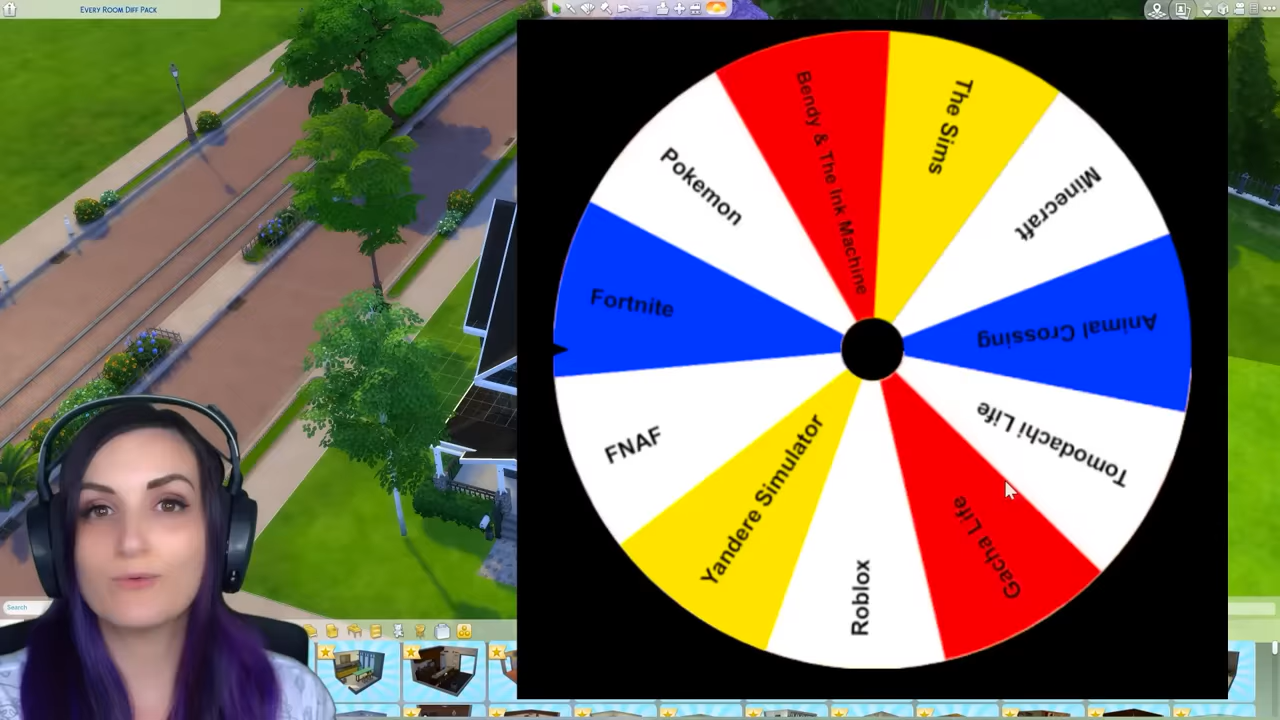 EVERY ROOM DIFF PACK
Bendy & The Ink Machine
The Sims
Minecraft
Animal Crossing
Tomodachi Life
Gacha Life
Roblox
Yandere Simulator
FNAF
Fortnite
Pokemon
Search